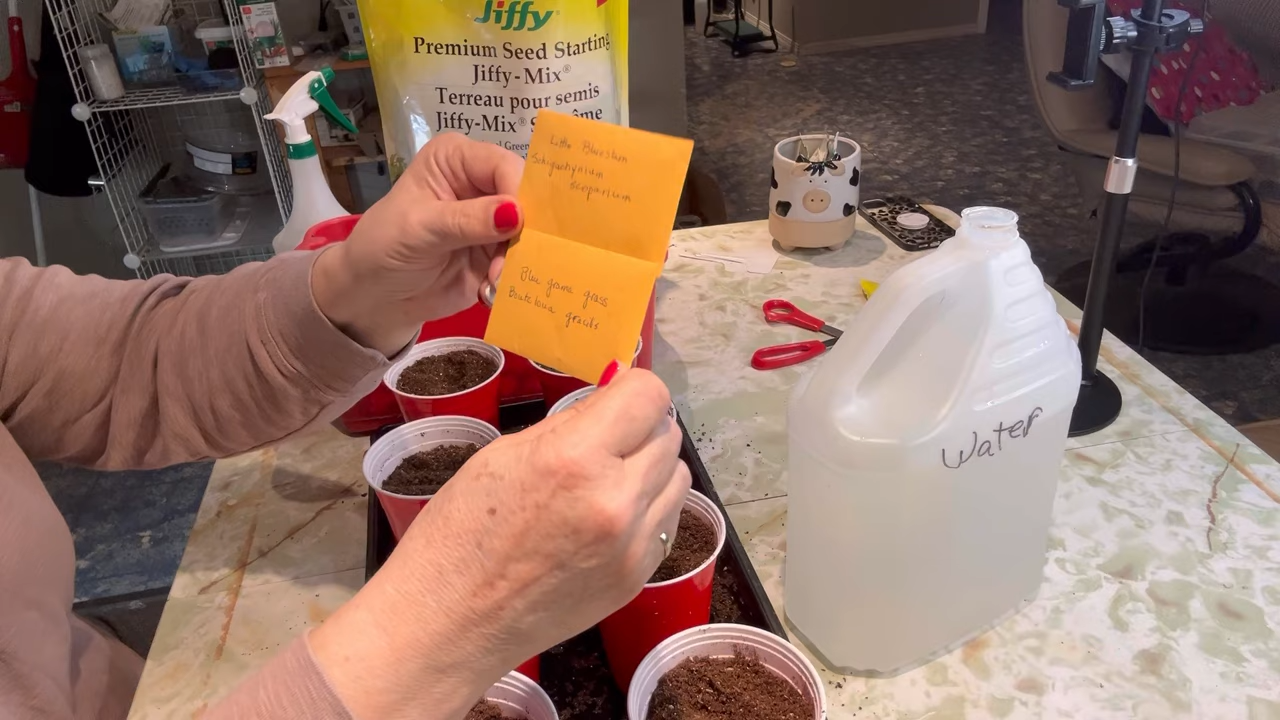 Jiffy
Premium Seed Starting
Jiffy-Mix®
Terreau pour semis
Jiffy-Mix®
Little Bluestem
Schizachyrium
scoparium
Blue grama grass
Bouteloua gracilis
Water